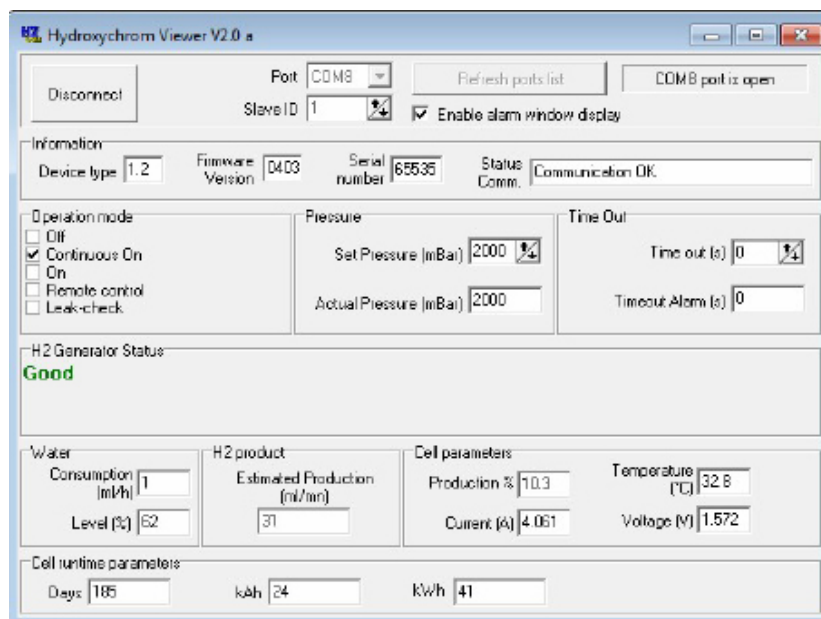 Hydroxychrom Viewer V2.0 a
Disconnect
Port COM8
Refresh ports list
COM8 port is open
Slave ID 1
Enable alarm window display
Information
Device type 1.2
Firmware Version 0403
Serial number 65535
Status Comm. Communication OK
Operation mode
Off
Continuous On
On
Remote control
Leak-check
Pressure
Set Pressure (mBar) 2000
Actual Pressure (mBar) 2000
Time Out
Time out (s) 0
Timeout Alarm (s) 0
H2 Generator Status
Good
Water
Consumption (ml/h) 1
Level (%) 62
H2 product
Estimated Production (ml/mn)
31
Cell parameters
Production % 10.3
Temperature (°C) 32.8
Current (A) 4.061
Voltage (V) 1.572
Cell runtime parameters
Days 185
kAh 24
kWh 41